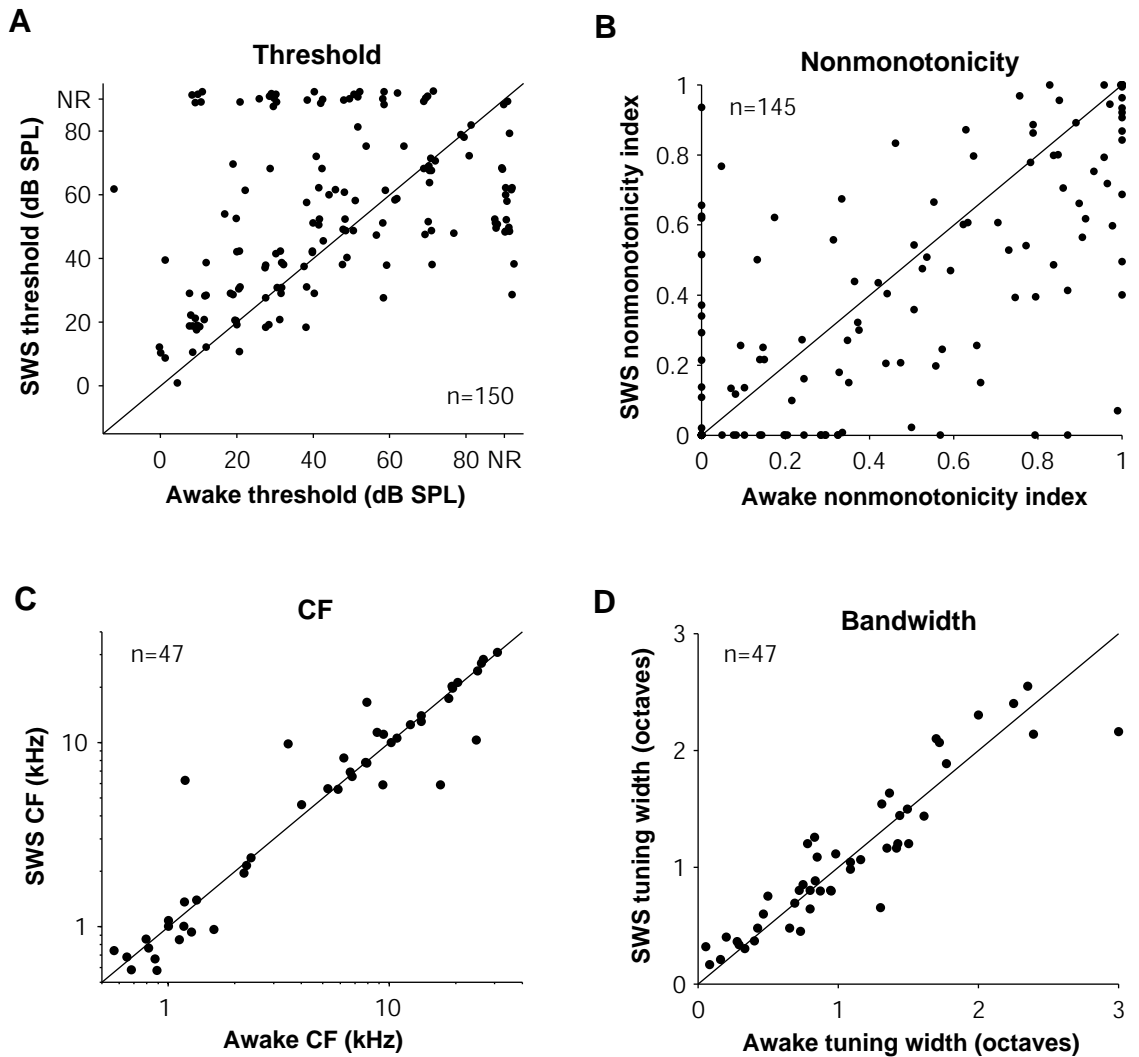 A
Threshold
NR
80
60
40
20
0
SWS threshold (dB SPL)
n=150
0 20 40 60 80 NR
Awake threshold (dB SPL)
B
Nonmonotonicity
1
0.8
0.6
0.4
0.2
0
SWS nonmonotonicity index
n=145
0 0.2 0.4 0.6 0.8 1
Awake nonmonotonicity index
C
CF
n=47
10
1
SWS CF (kHz)
1 10
Awake CF (kHz)
D
Bandwidth
3
2
1
0
SWS tuning width (octaves)
n=47
0 1 2 3
Awake tuning width (octaves)